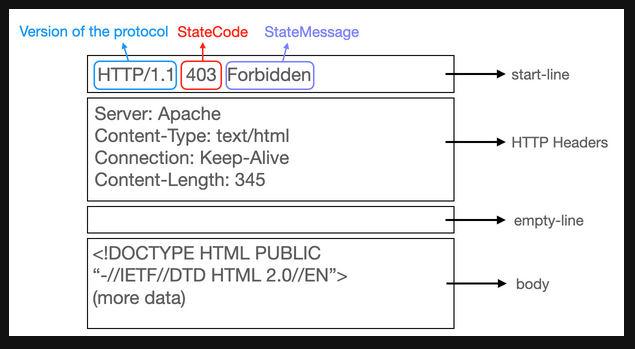 Version of the protocol StateCode StateMessage
HTTP/1.1 403 Forbidden start-line
Server: Apache
Content-Type: text/html
Connection: Keep-Alive
Content-Length: 345
HTTP Headers
empty-line
<!DOCTYPE HTML PUBLIC
“-//IETF//DTD HTML 2.0//EN”>
(more data)
body